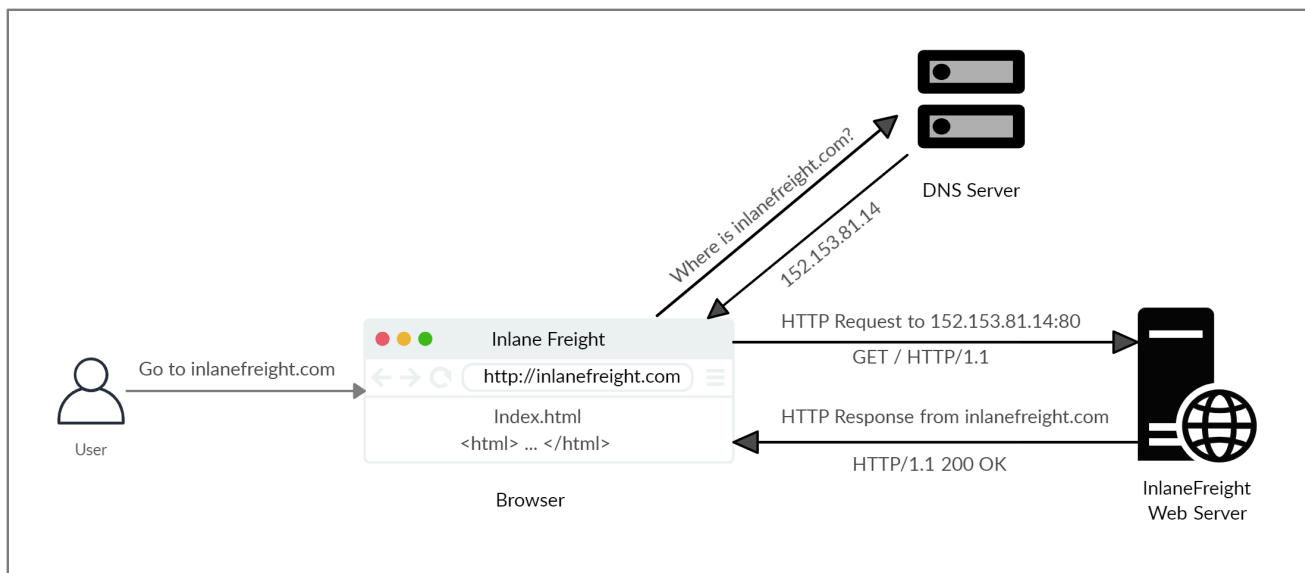 Where is inlanefreight.com?
152.153.81.14
DNS Server
Go to inlanefreight.com
User
Inlane Freight
http://inlanefreight.com
Index.html
<html> ... </html>
Browser
HTTP Request to 152.153.81.14:80
GET / HTTP/1.1
HTTP Response from inlanefreight.com
HTTP/1.1 200 OK
InlaneFreight
Web Server